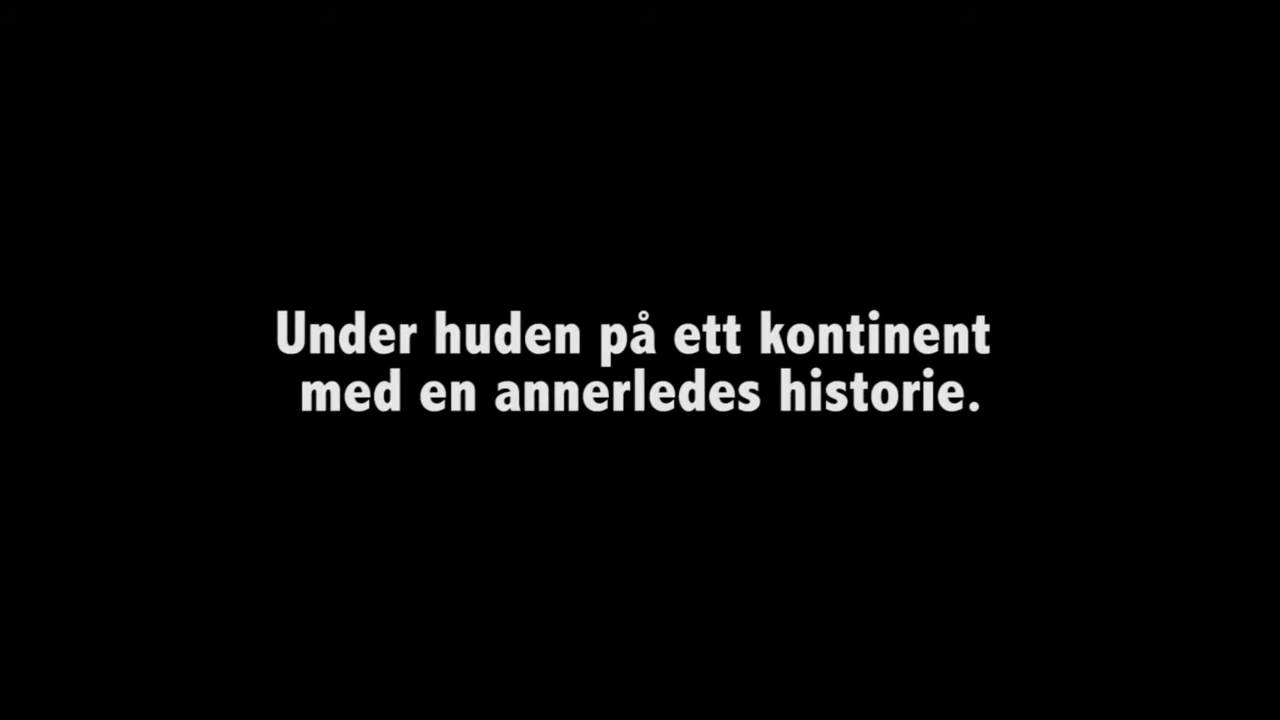 Under huden på ett kontinent
med en annerledes historie.